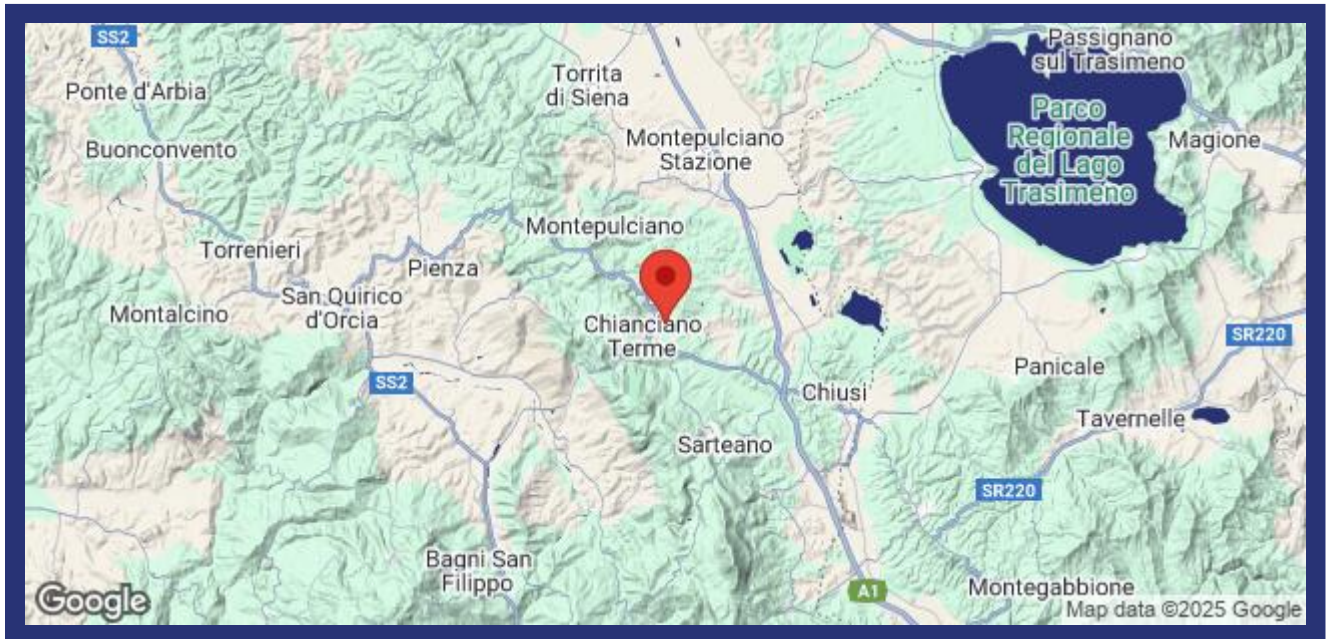 SS2
Passignano
sul Trasimeno
Ponte d'Arbia
Torrita
di Siena
Parco
Regionale
del Lago
Trasimeno
Montepulciano
Stazione
Magione
Buonconvento
Montepulciano
Torrenieri
Pienza
San Quirico
d'Orcia
Montalcino
Chianciano
Terme
SR220
Panicale
SS2
Chiusi
Tavernelle
Sarteano
SR220
Bagni San
Filippo
A1
Montegabbione
Google
Map data ©2025 Google